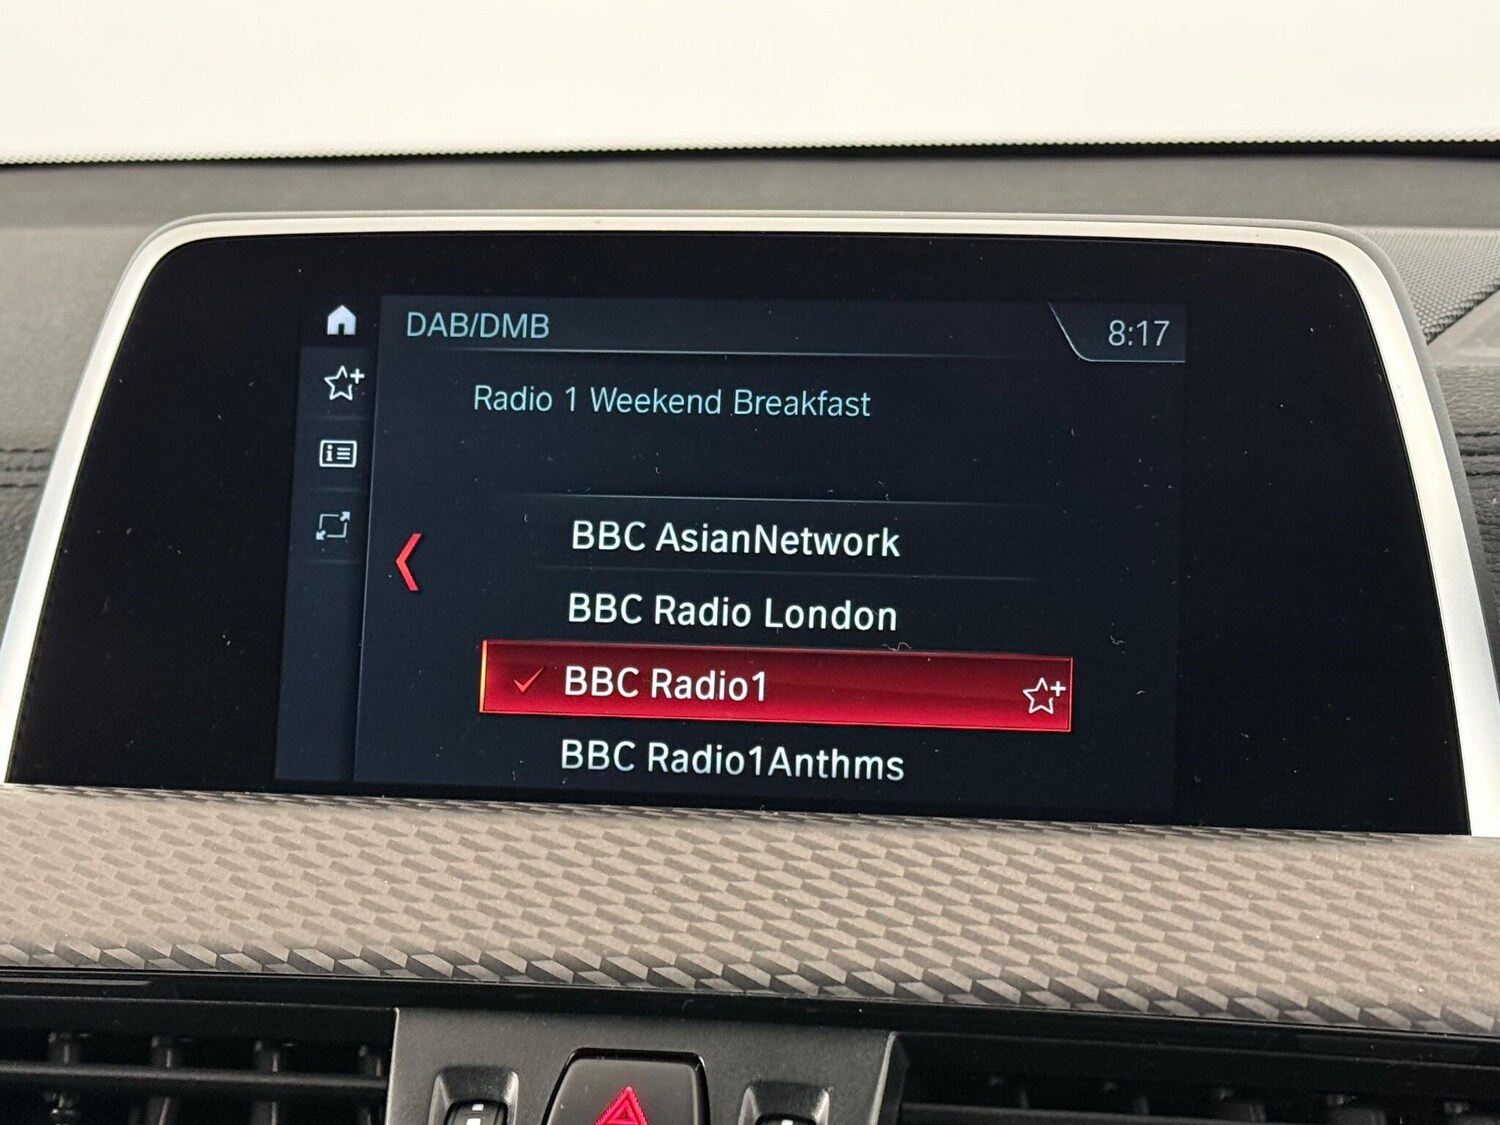 DAB/DMB
8:17
Radio 1 Weekend Breakfast
BBC AsianNetwork
BBC Radio London
BBC Radio1
BBC Radio1Anthms